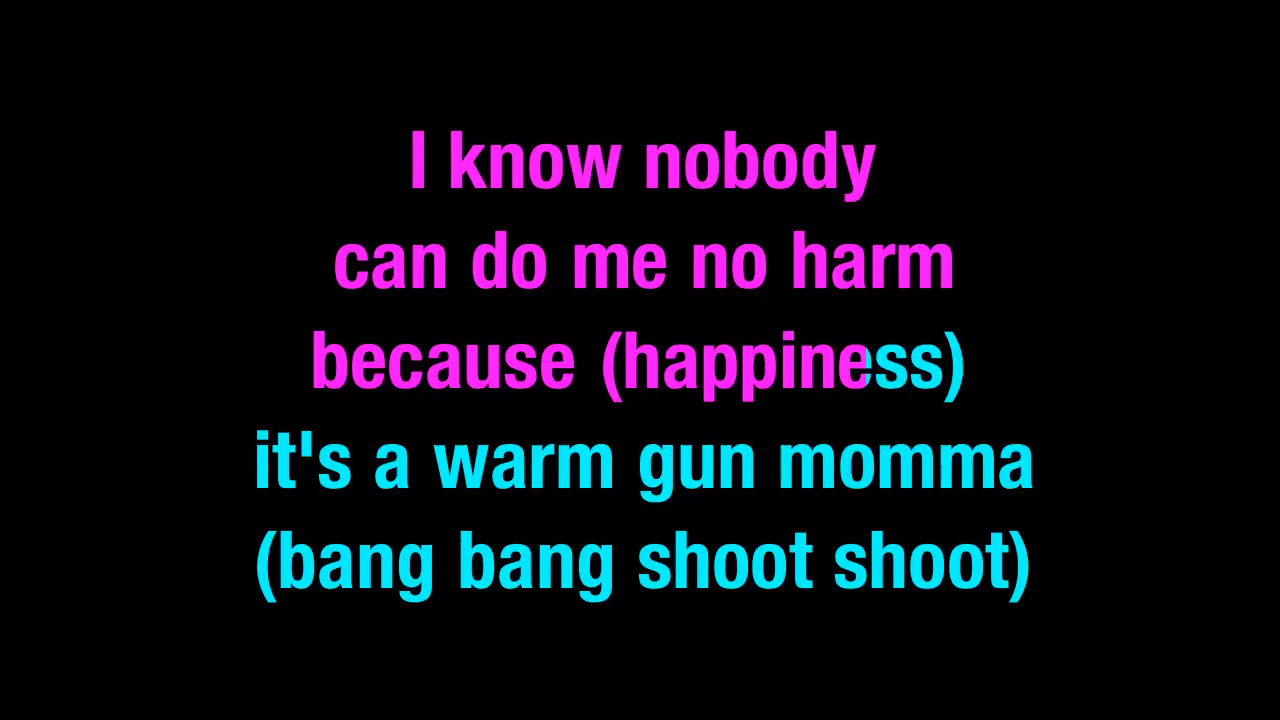 I know nobody
can do me no harm
because (happiness)
it's a warm gun momma
(bang bang shoot shoot)